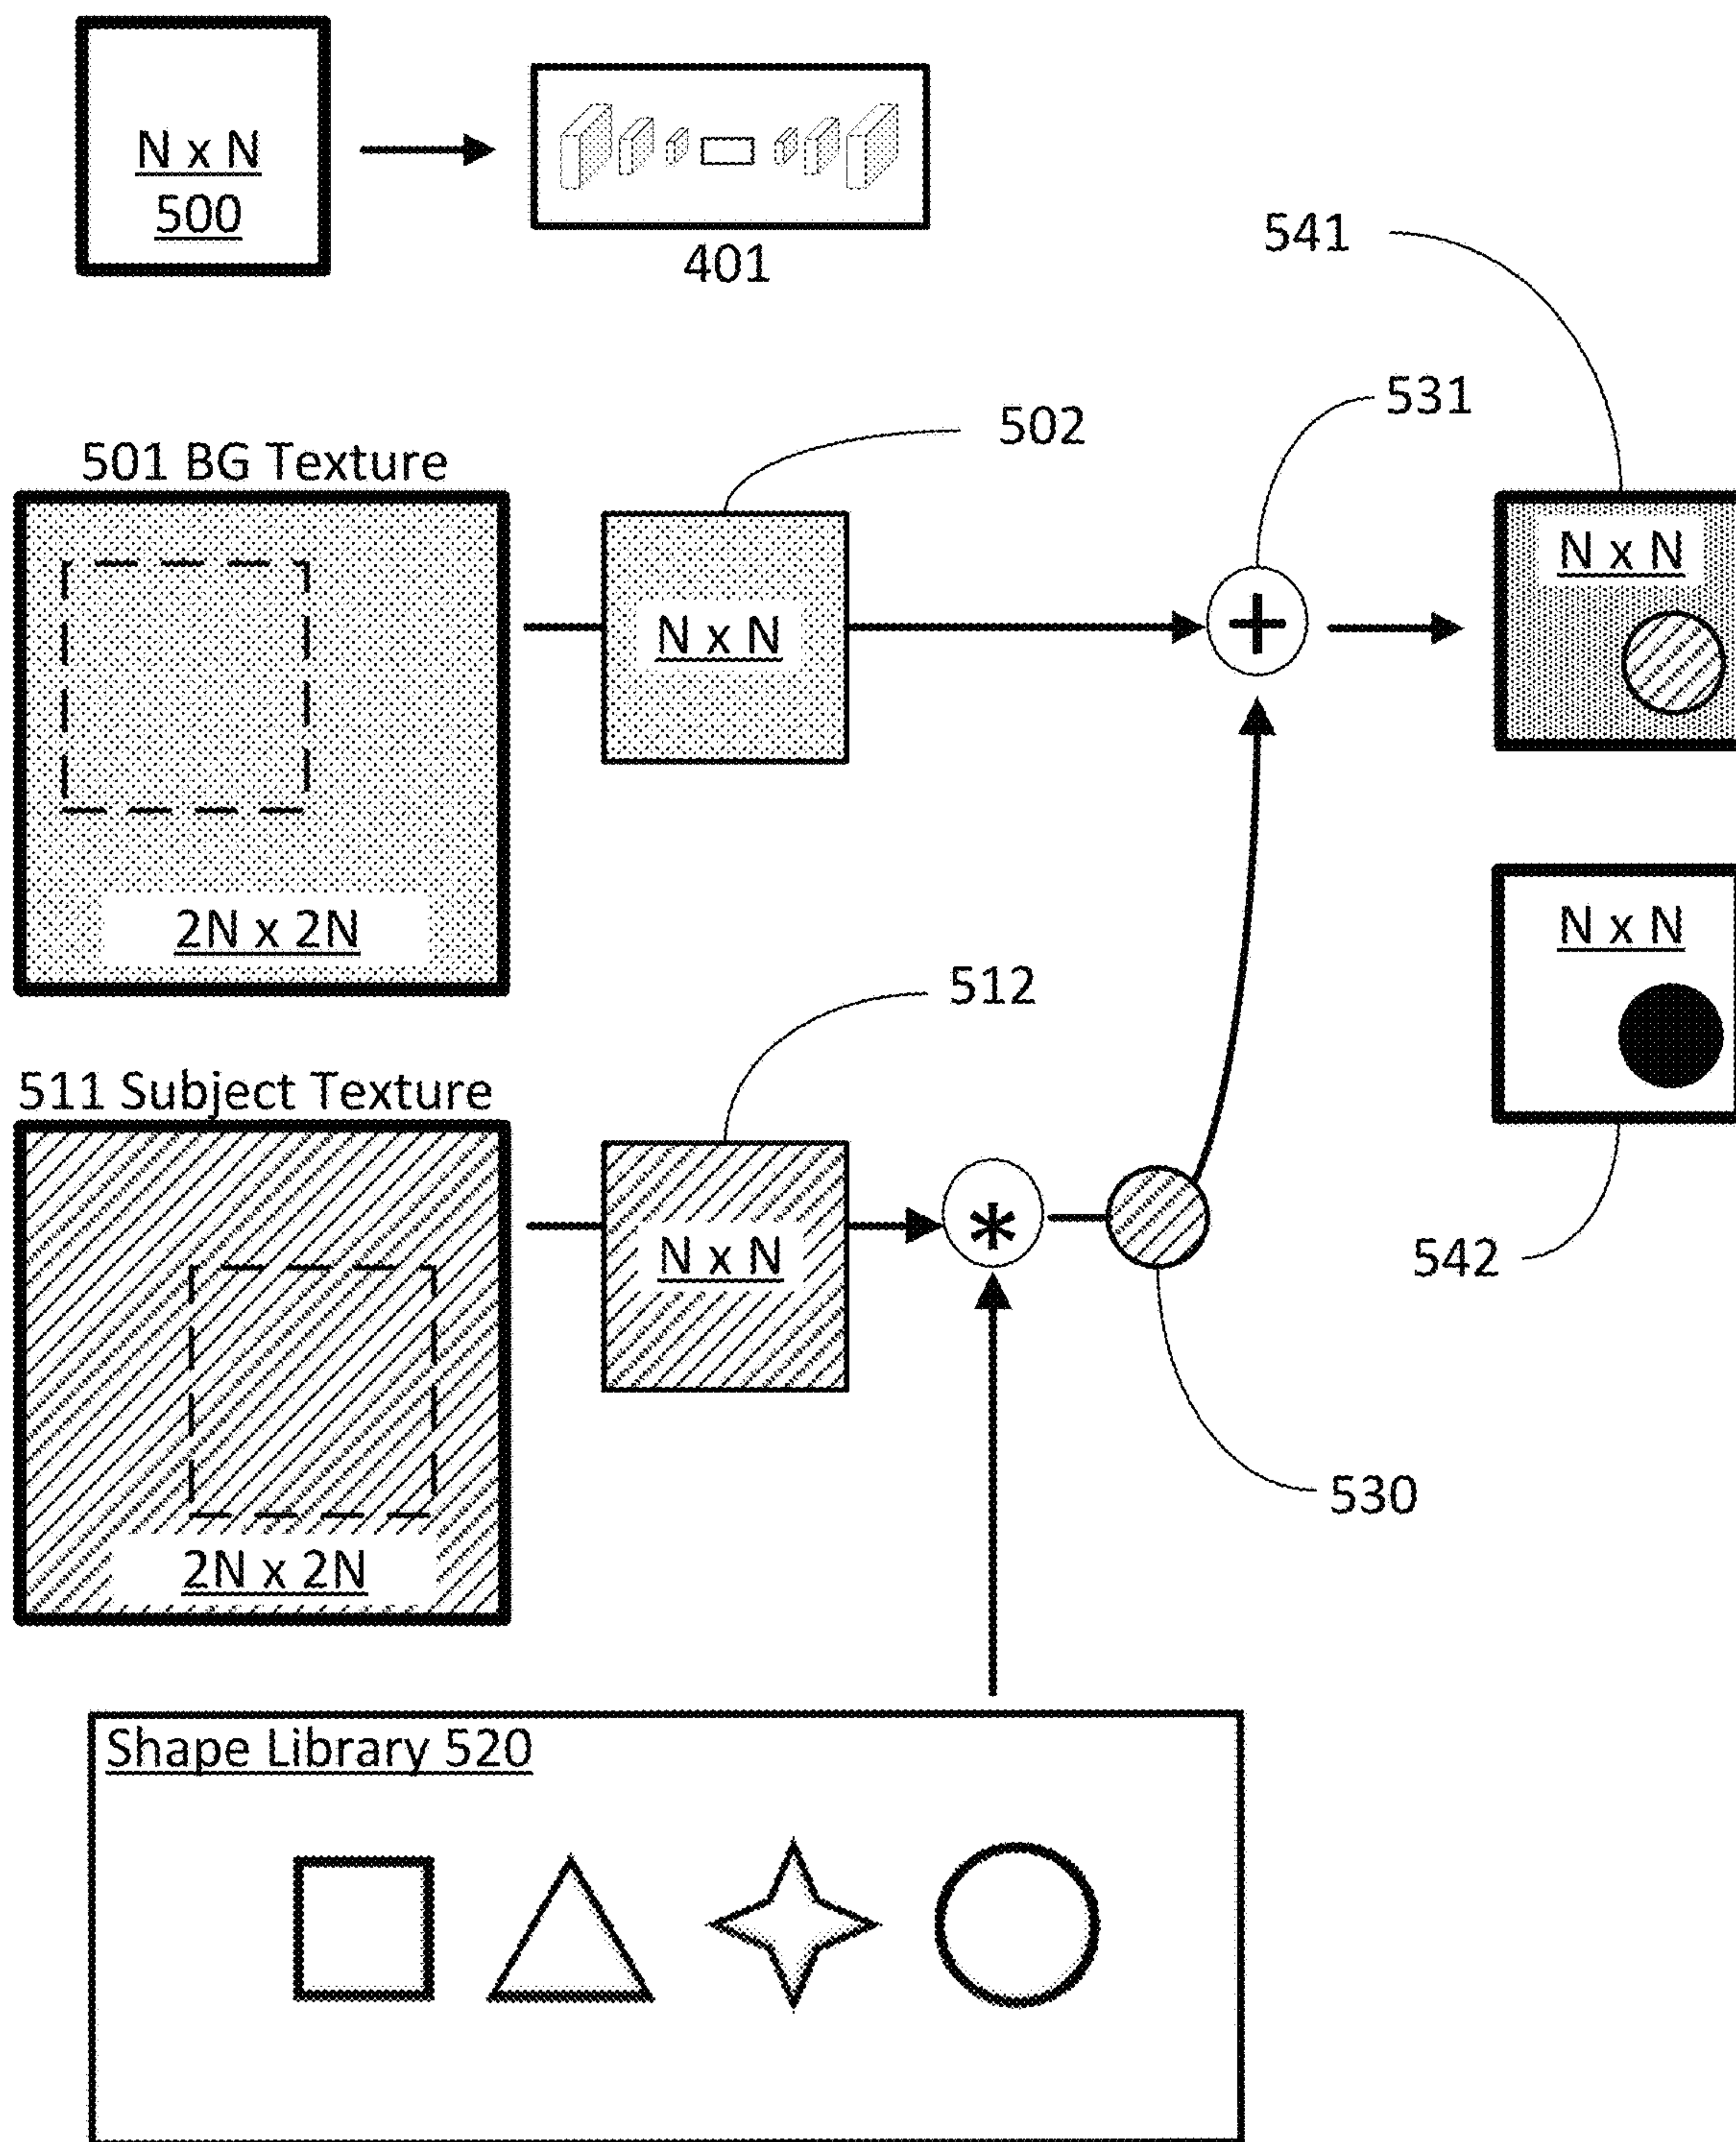 N x N
500
401
541
531
502
501 BG Texture
N x N
N x N
+
2N x 2N
N x N
512
511 Subject Texture
N x N
*
542
530
2N x 2N
Shape Library 520